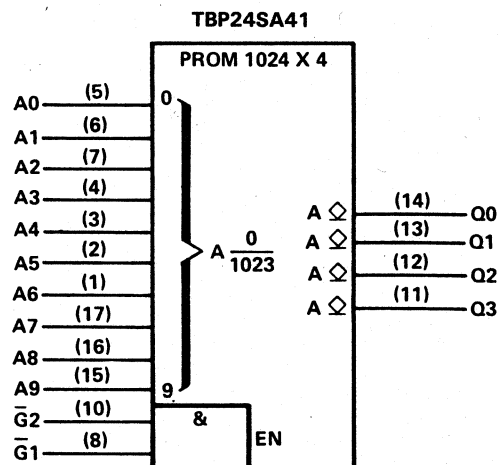 TBP24SA41
PROM 1024 X 4
A0 (5) 0
A1 (6)
A2 (7)
A3 (4)
A4 (3)
A5 (2)
A6 (1)
A7 (17)
A8 (16)
A9 (15) 9
G̅2 (10) &
G̅1 (8) EN
A 0
1023
A (14) Q0
A (13) Q1
A (12) Q2
A (11) Q3